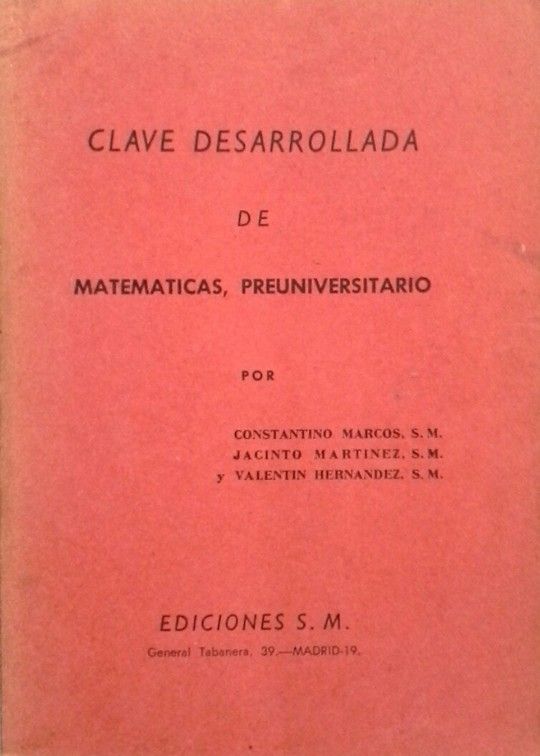 CLAVE DESARROLLADA
DE
MATEMATICAS, PREUNIVERSITARIO
POR
CONSTANTINO MARCOS, S. M.
JACINTO MARTINEZ, S. M.
y VALENTIN HERNANDEZ, S. M.
EDICIONES S. M.
General Tabanera, 39.—MADRID-19.